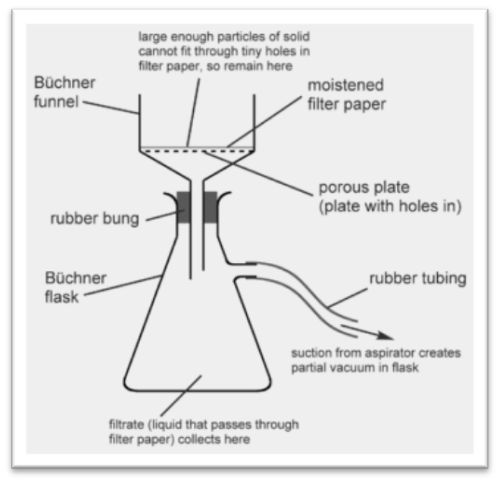 large enough particles of solid
cannot fit through tiny holes in
filter paper, so remain here
Büchner
funnel
moistened
filter paper
porous plate
(plate with holes in)
rubber bung
Büchner
flask
rubber tubing
suction from aspirator creates
partial vacuum in flask
filtrate (liquid that passes through
filter paper) collects here